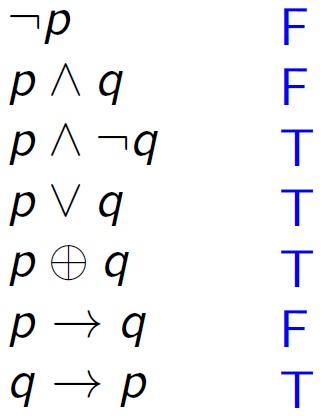 ¬p F
p ∧ q F
p ∧ ¬q T
p ∨ q T
p ⊕ q T
p → q F
q → p T